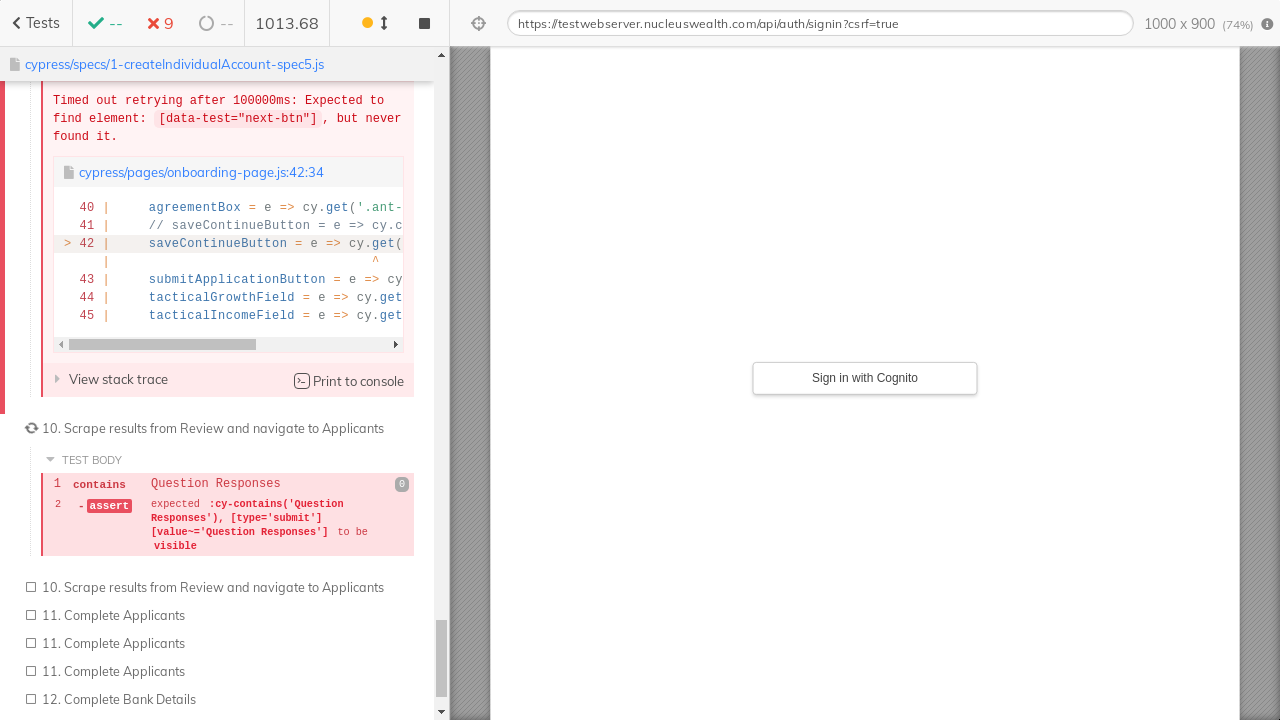 Tests
--
9
--
1013.68
https://testwebserver.nucleuswealth.com/api/auth/signin?csrf=true
1000 x 900 (74%)
cypress/specs/1-createIndividualAccount-spec5.js
Timed out retrying after 100000ms: Expected to
find element: [data-test="next-btn"], but never
found it.
cypress/pages/onboarding-page.js:42:34
40 | agreementBox = e => cy.get('.ant-
41 | // saveContinueButton = e => cy.c
> 42 | saveContinueButton = e => cy.get(
| ^
43 | submitApplicationButton = e => cy
44 | tacticalGrowthField = e => cy.get
45 | tacticalIncomeField = e => cy.get
View stack trace
Print to console
10. Scrape results from Review and navigate to Applicants
TEST BODY
1 contains Question Responses 0
2 -assert expected :cy-contains('Question
Responses'), [type='submit']
[value~='Question Responses'] to be
visible
10. Scrape results from Review and navigate to Applicants
11. Complete Applicants
11. Complete Applicants
11. Complete Applicants
12. Complete Bank Details
Sign in with Cognito